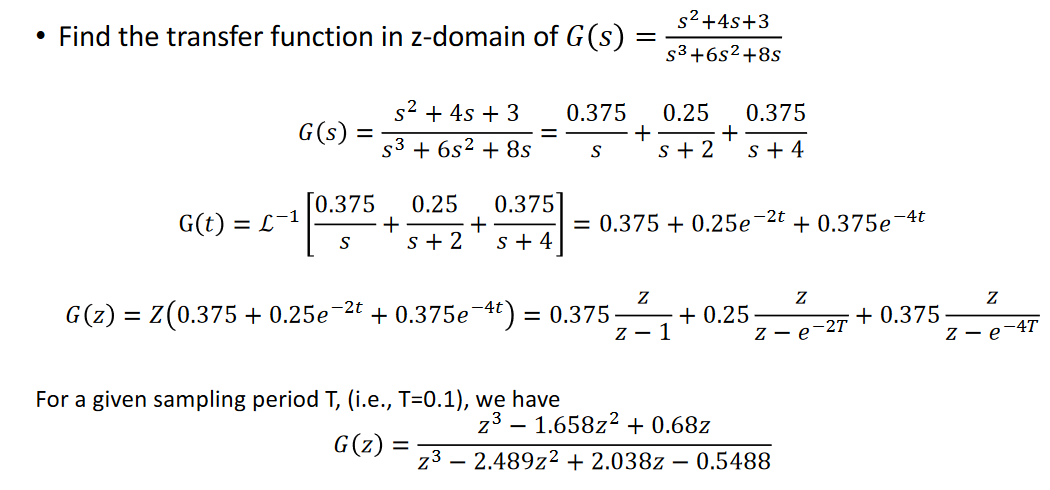 • Find the transfer function in z-domain of G(s) = (s²+4s+3)/(s³+6s²+8s)
G(s) = (s² + 4s + 3)/(s³ + 6s² + 8s) = 0.375/s + 0.25/(s + 2) + 0.375/(s + 4)
G(t) = ℒ⁻¹[0.375/s + 0.25/(s + 2) + 0.375/(s + 4)] = 0.375 + 0.25e⁻²ᵗ + 0.375e⁻⁴ᵗ
G(z) = Z(0.375 + 0.25e⁻²ᵗ + 0.375e⁻⁴ᵗ) = 0.375 z/(z − 1) + 0.25 z/(z − e⁻²ᵀ) + 0.375 z/(z − e⁻⁴ᵀ)
For a given sampling period T, (i.e., T=0.1), we have
G(z) = (z³ − 1.658z² + 0.68z)/(z³ − 2.489z² + 2.038z − 0.5488)